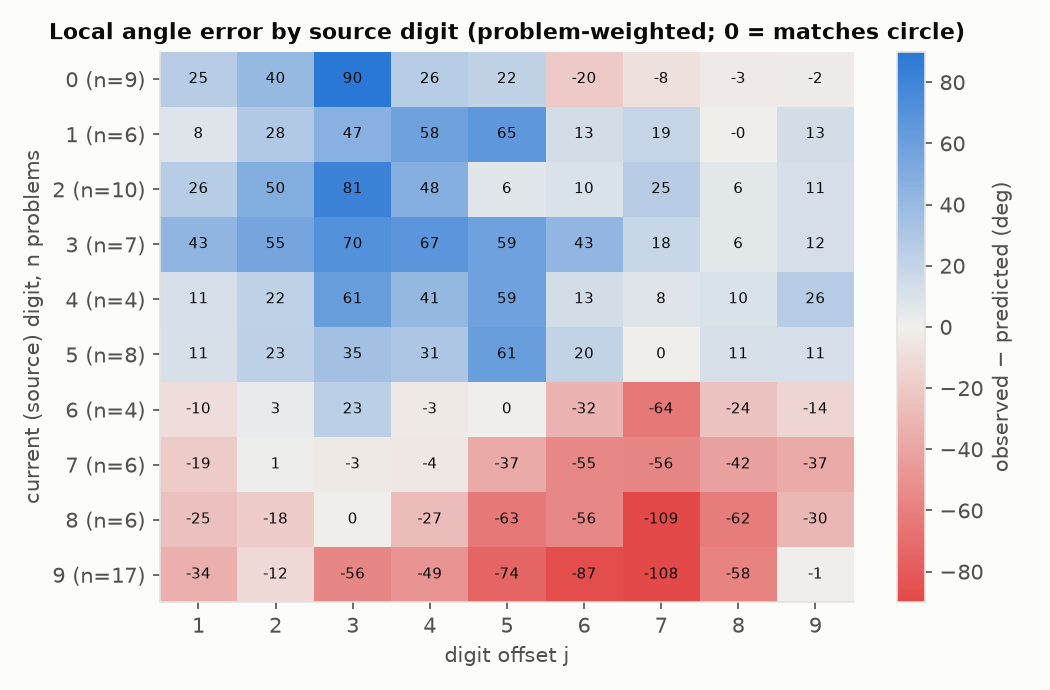 Local angle error by source digit (problem-weighted; 0 = matches circle)
0 (n=9) 25 40 90 26 22 -20 -8 -3 -2
1 (n=6) 8 28 47 58 65 13 19 -0 13
2 (n=10) 26 50 81 48 6 10 25 6 11
3 (n=7) 43 55 70 67 59 43 18 6 12
4 (n=4) 11 22 61 41 59 13 8 10 26
5 (n=8) 11 23 35 31 61 20 0 11 11
6 (n=4) -10 3 23 -3 0 -32 -64 -24 -14
7 (n=6) -19 1 -3 -4 -37 -55 -56 -42 -37
8 (n=6) -25 -18 0 -27 -63 -56 -109 -62 -30
9 (n=17) -34 -12 -56 -49 -74 -87 -108 -58 -1
1 2 3 4 5 6 7 8 9
digit offset j
current (source) digit, n problems
80
60
40
20
0
−20
−40
−60
−80
observed − predicted (deg)